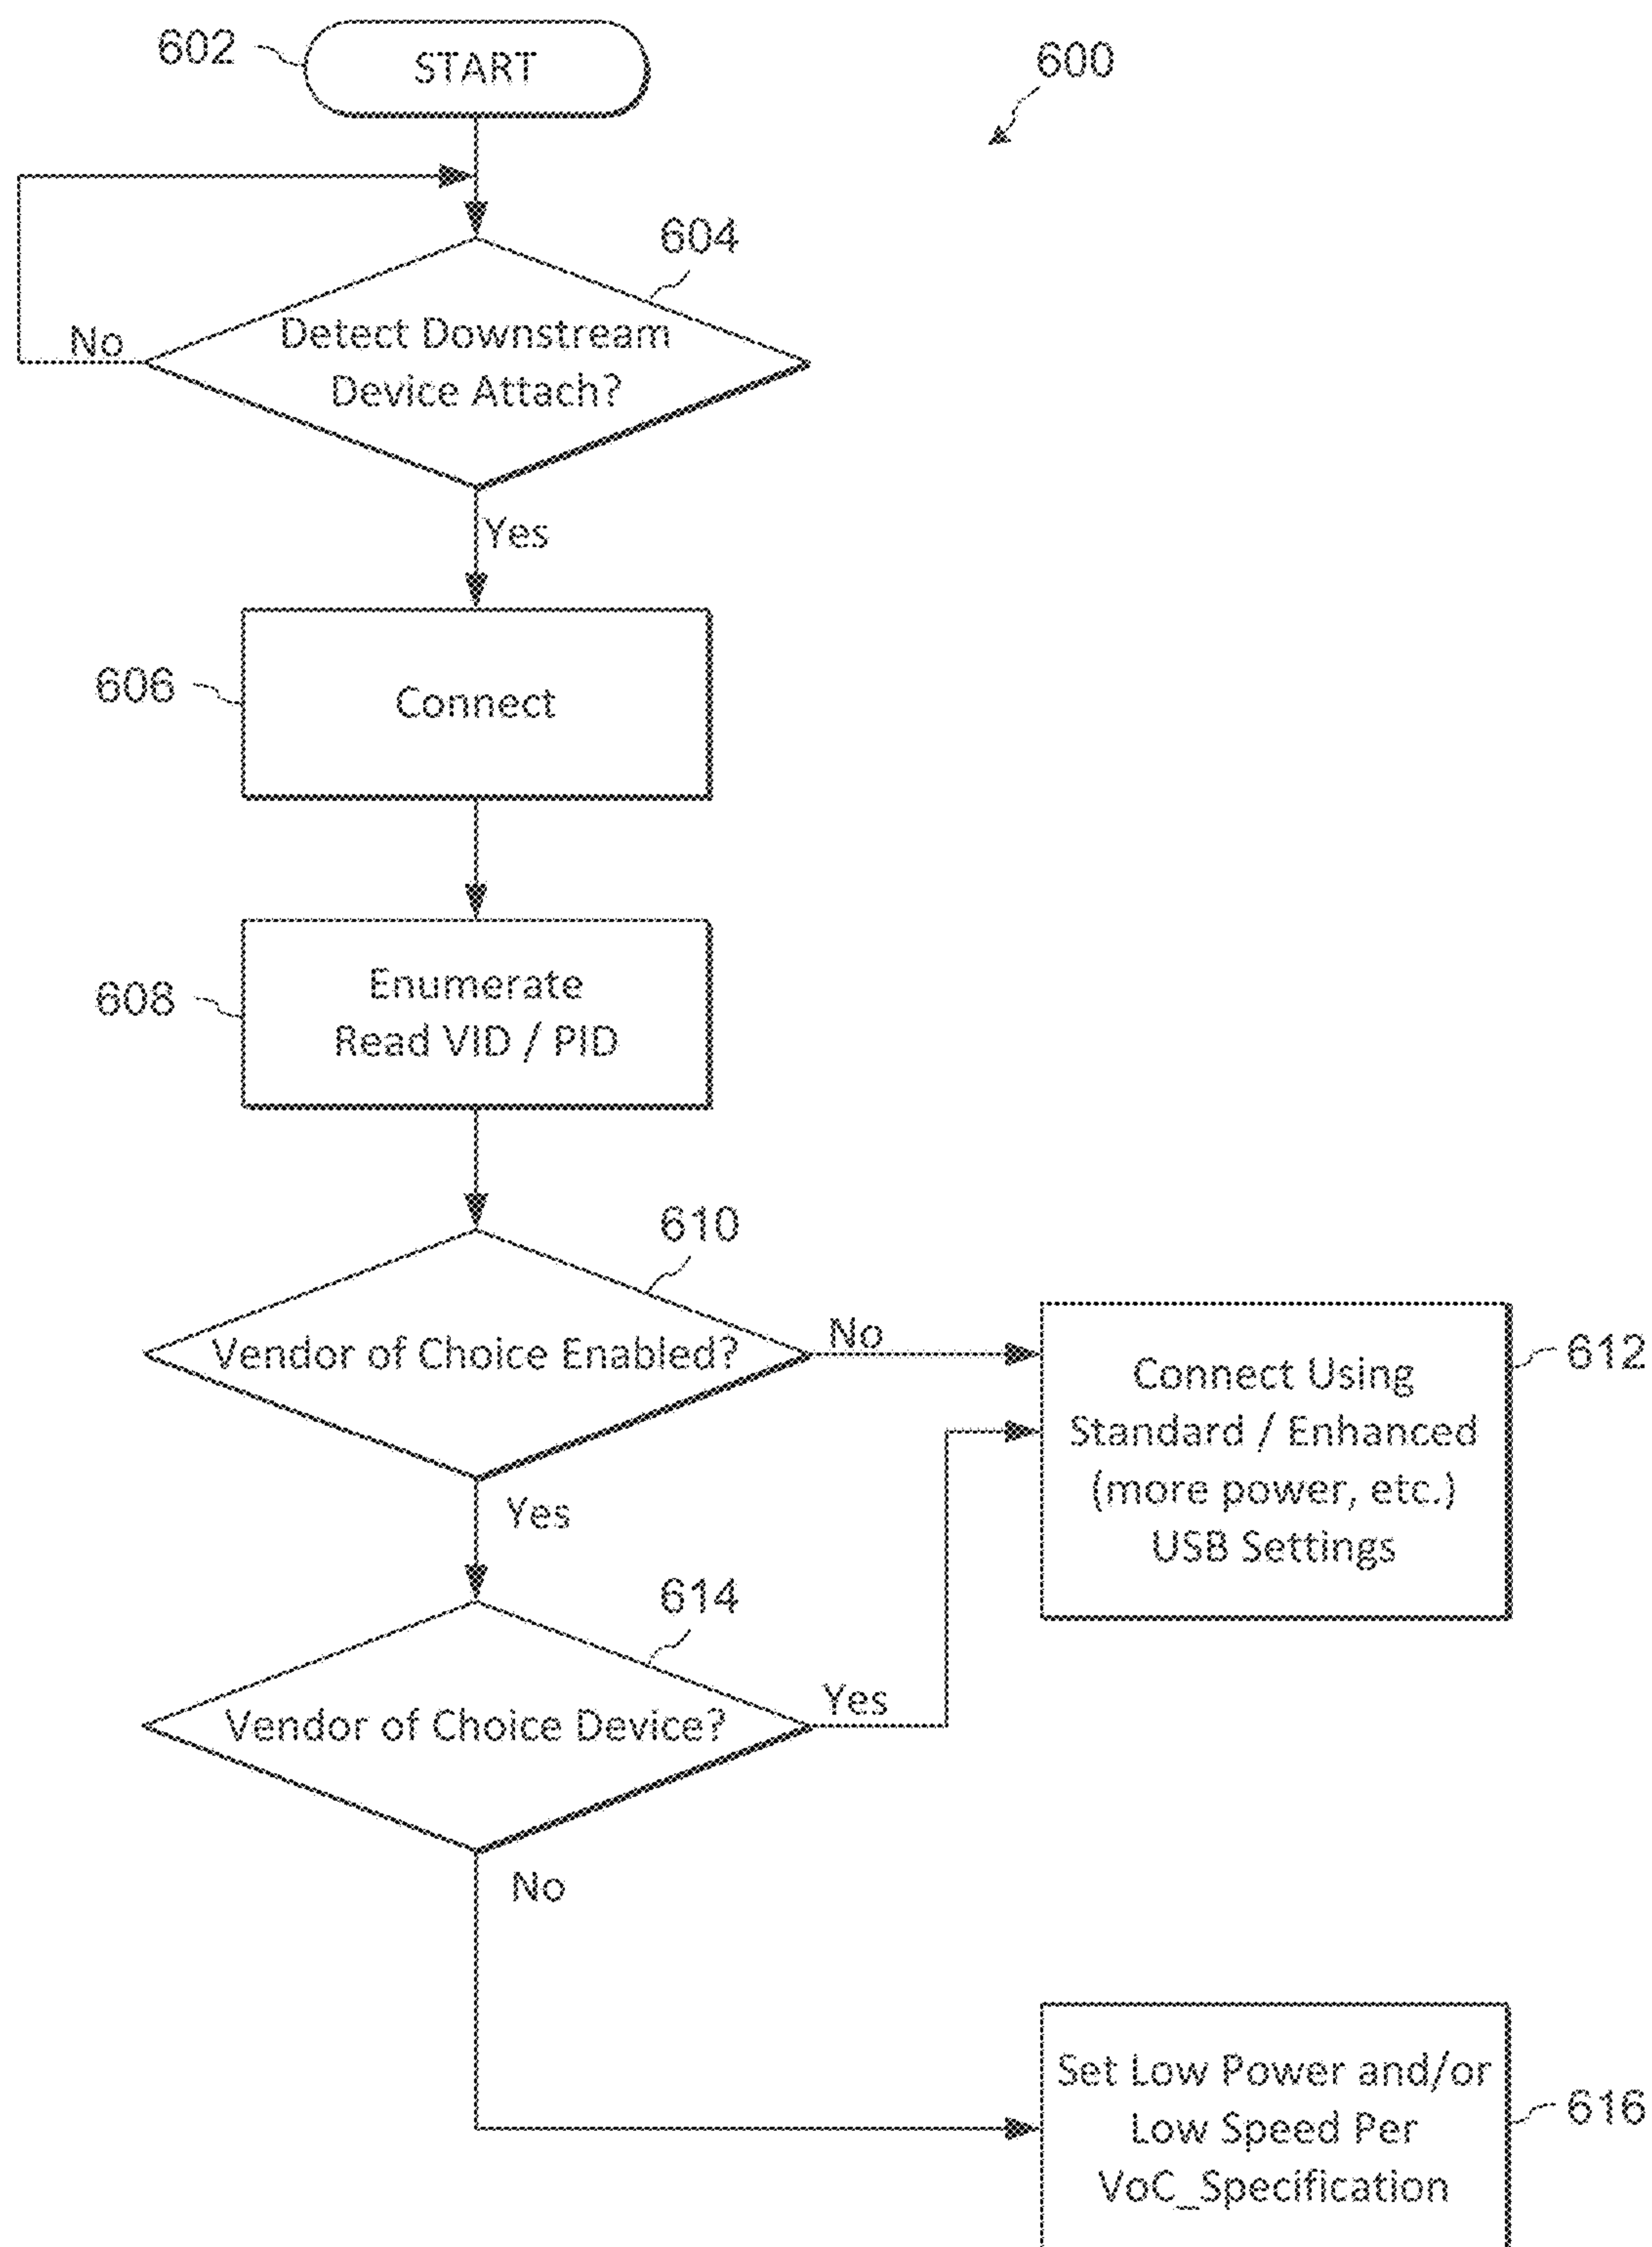 602
START
600
604
Detect Downstream
Device Attach?
No
Yes
606
Connect
608
Enumerate
Read VID / PID
610
Vendor of Choice Enabled?
No
612
Connect Using
Standard / Enhanced
(more power, etc.)
USB Settings
Yes
614
Vendor of Choice Device?
Yes
No
Set Low Power and/or
Low Speed Per
VoC_Specification
616